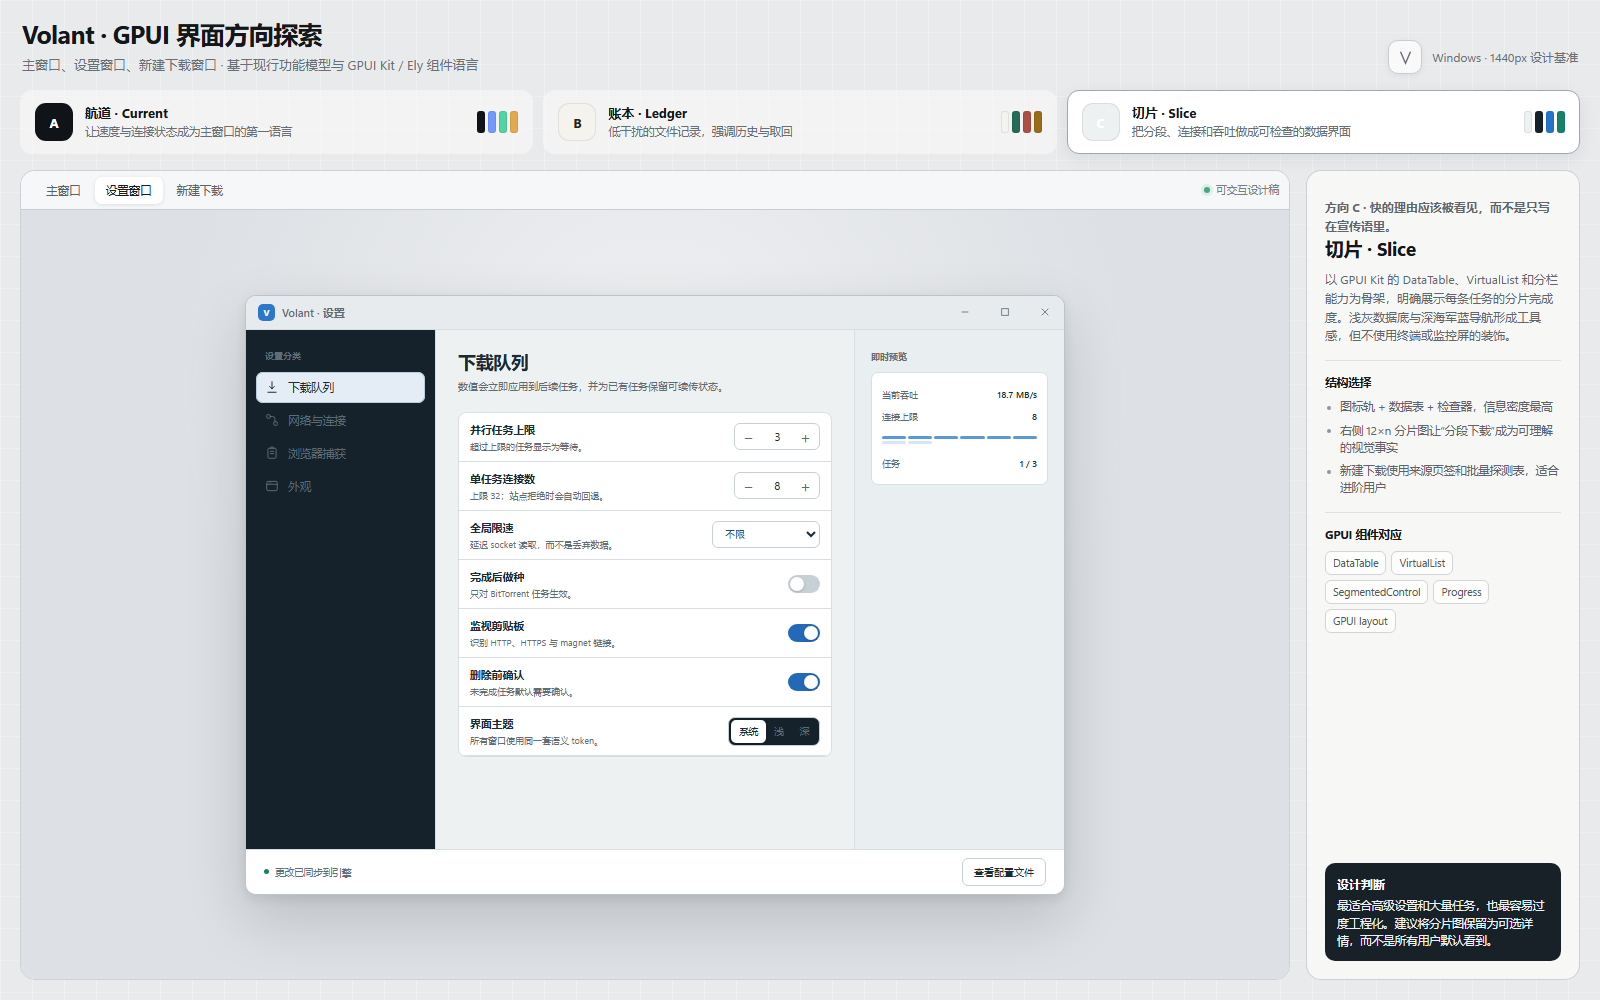 Volant · GPUI 界面方向探索
主窗口、设置窗口、新建下载窗口 · 基于现行功能模型与 GPUI Kit / Ely 组件语言
V
Windows · 1440px 设计基准
A
航道 · Current
让速度与连接状态成为主窗口的第一语言
B
账本 · Ledger
低干扰的文件记录，强调历史与取回
C
切片 · Slice
把分段、连接和吞吐做成可检查的数据界面
主窗口
设置窗口
新建下载
可交互设计稿
V
Volant · 设置
设置分类
下载队列
网络与连接
浏览器捕获
外观
下载队列
数值会立即应用到后续任务，并为已有任务保留可续传状态。
并行任务上限
超过上限的任务显示为等待。
− 3 +
单任务连接数
上限 32；站点拒绝时会自动回退。
− 8 +
全局限速
延迟 socket 读取，而不是丢弃数据。
不限
完成后做种
只对 BitTorrent 任务生效。
监视剪贴板
识别 HTTP、HTTPS 与 magnet 链接。
删除前确认
未完成任务默认需要确认。
界面主题
所有窗口使用同一套语义 token。
系统 浅 深
即时预览
当前吞吐 18.7 MB/s
连接上限 8
任务 1 / 3
更改已同步到引擎
查看配置文件
方向 C · 快的理由应该被看见，而不是只写
在宣传语里。
切片 · Slice
以 GPUI Kit 的 DataTable、VirtualList 和分栏
能力为骨架，明确展示每条任务的分片完成
度。浅灰数据底与深海军蓝导航形成工具
感，但不使用终端或监控屏的装饰。
结构选择
• 图标轨 + 数据表 + 检查器，信息密度最高
• 右侧 12×n 分片图让“分段下载”成为可理解
的视觉事实
• 新建下载使用来源页签和批量探测表，适合
进阶用户
GPUI 组件对应
DataTable
VirtualList
SegmentedControl
Progress
GPUI layout
设计判断
最适合高级设置和大量任务，也最容易过
度工程化。建议将分片图保留为可选详
情，而不是所有用户默认看到。